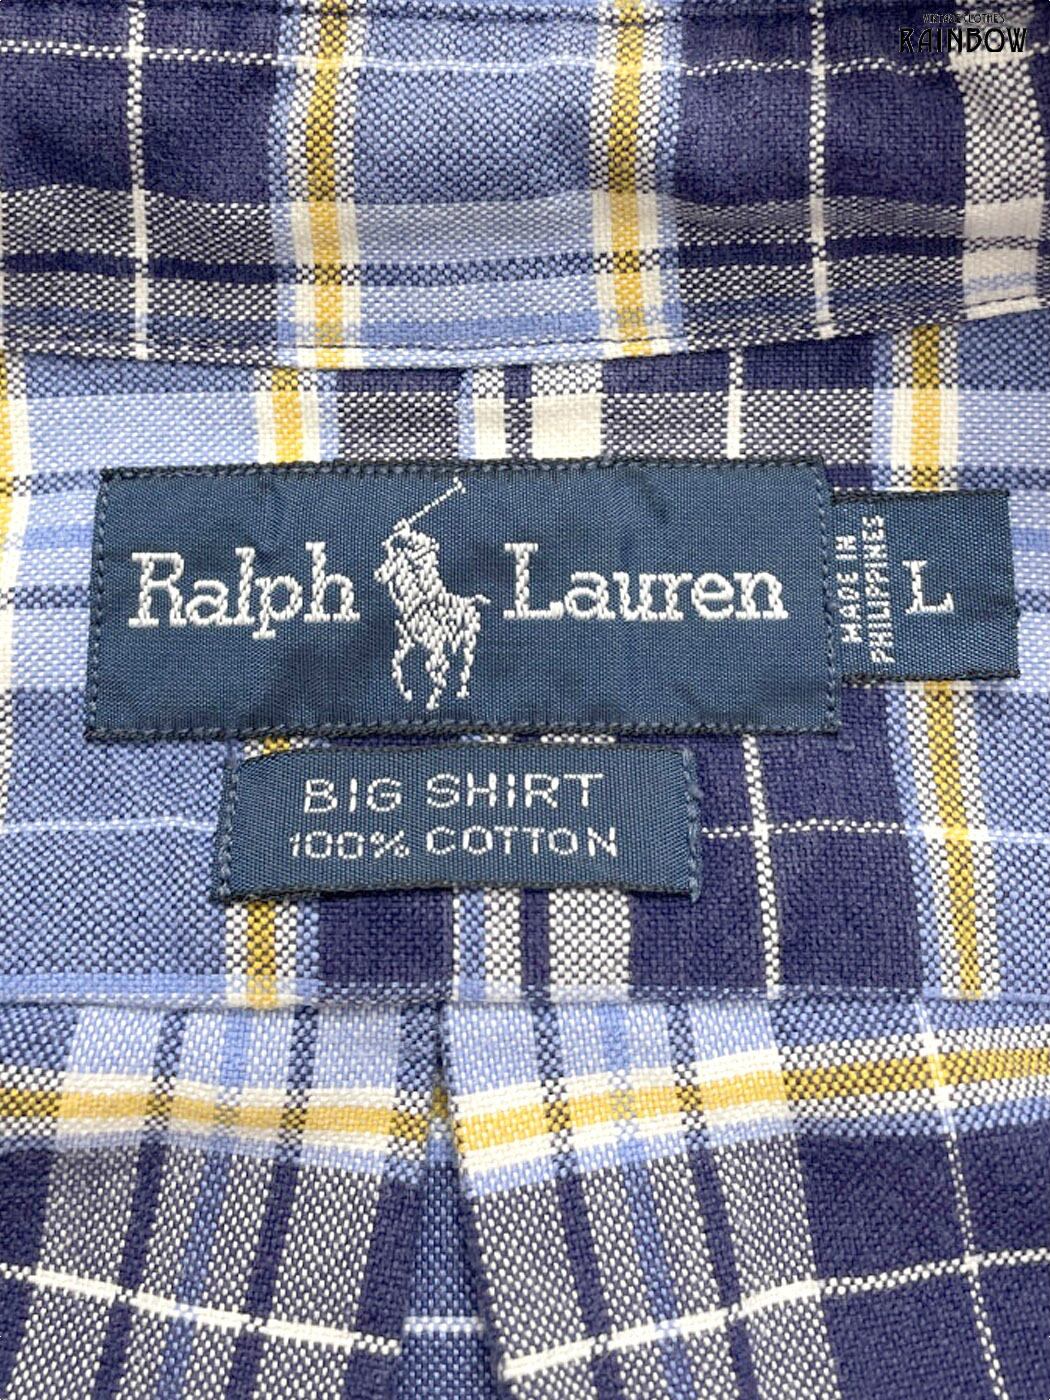 VINTAGE CLOTHES
RAINBOW
Ralph Lauren
MADE IN
PHILIPPINES
L
BIG SHIRT
100% COTTON